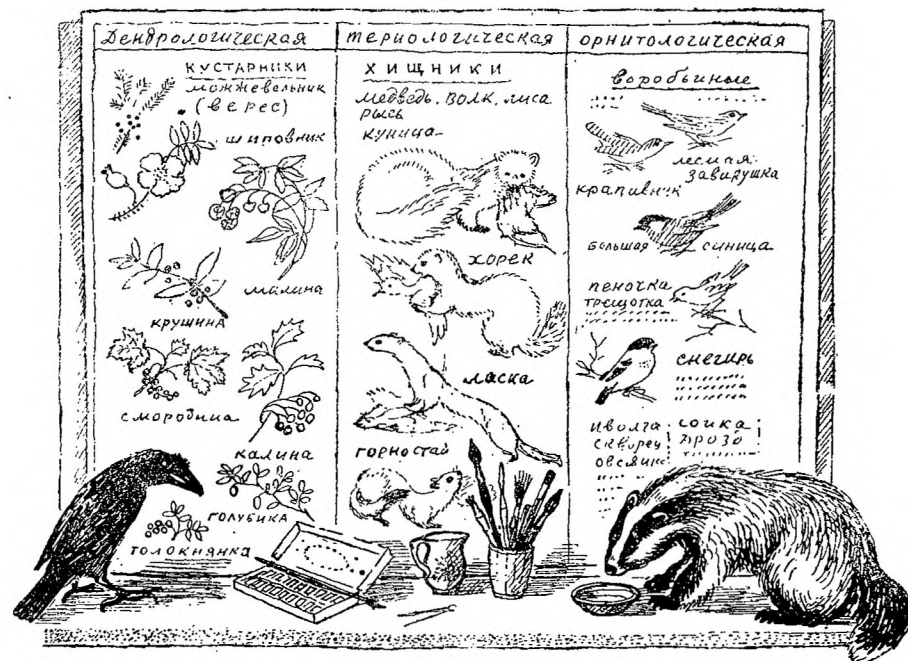 Дендрологическая
КУСТАРНИКИ
можжевельник
(верес)
шиповник
малина
крушина
смородина
калина
голубика
толокнянка
териологическая
ХИЩНИКИ
медведь, волк, лиса
рысь
куница
хорек
ласка
горностай
орнитологическая
воробьиные
лесная
завирушка
крапивник
большая синица
пеночка
трещотка
снегирь
иволга
скворец
овсянка
сойка
дрозд